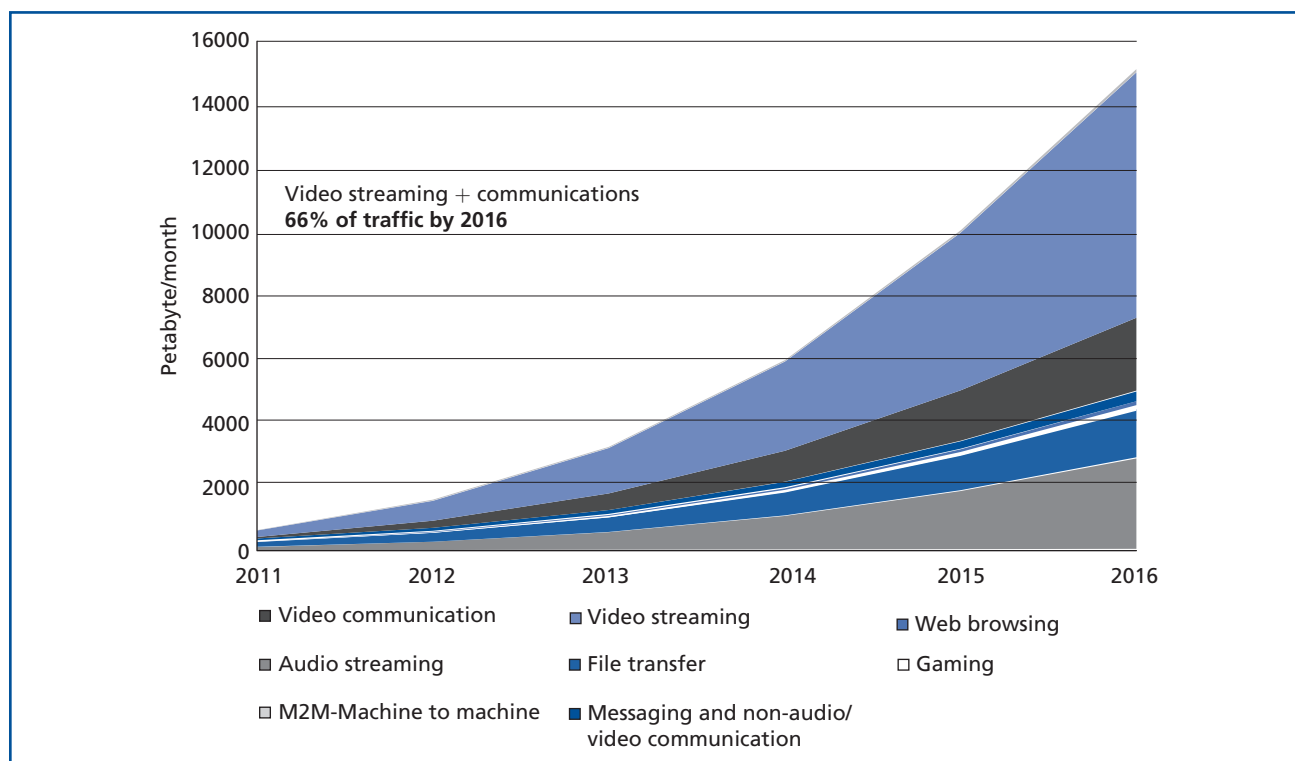 16000
14000
12000
10000
8000
6000
4000
2000
0
Petabyte/month
Video streaming + communications
66% of traffic by 2016
2011 2012 2013 2014 2015 2016
Video communication Video streaming Web browsing
Audio streaming File transfer Gaming
M2M-Machine to machine Messaging and non-audio/
video communication